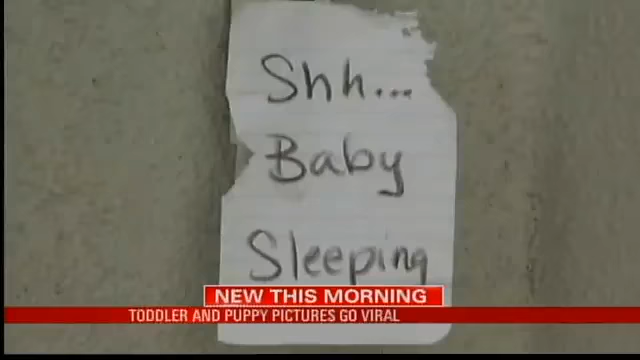 Shh...
Baby
Sleeping
NEW THIS MORNING
TODDLER AND PUPPY PICTURES GO VIRAL